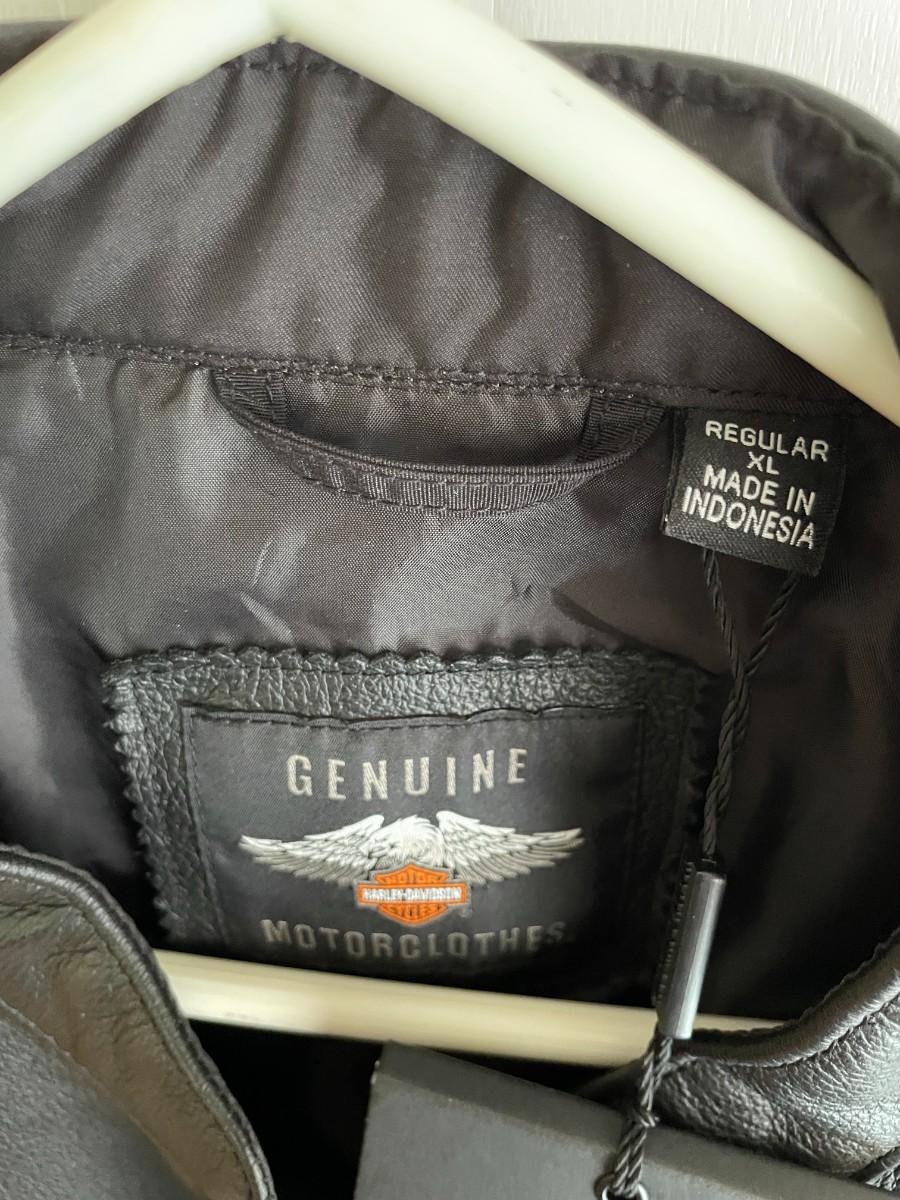 REGULAR
XL
MADE IN
INDONESIA
GENUINE
MOTOR
HARLEY-DAVIDSON
CYCLES
MOTORCLOTHES